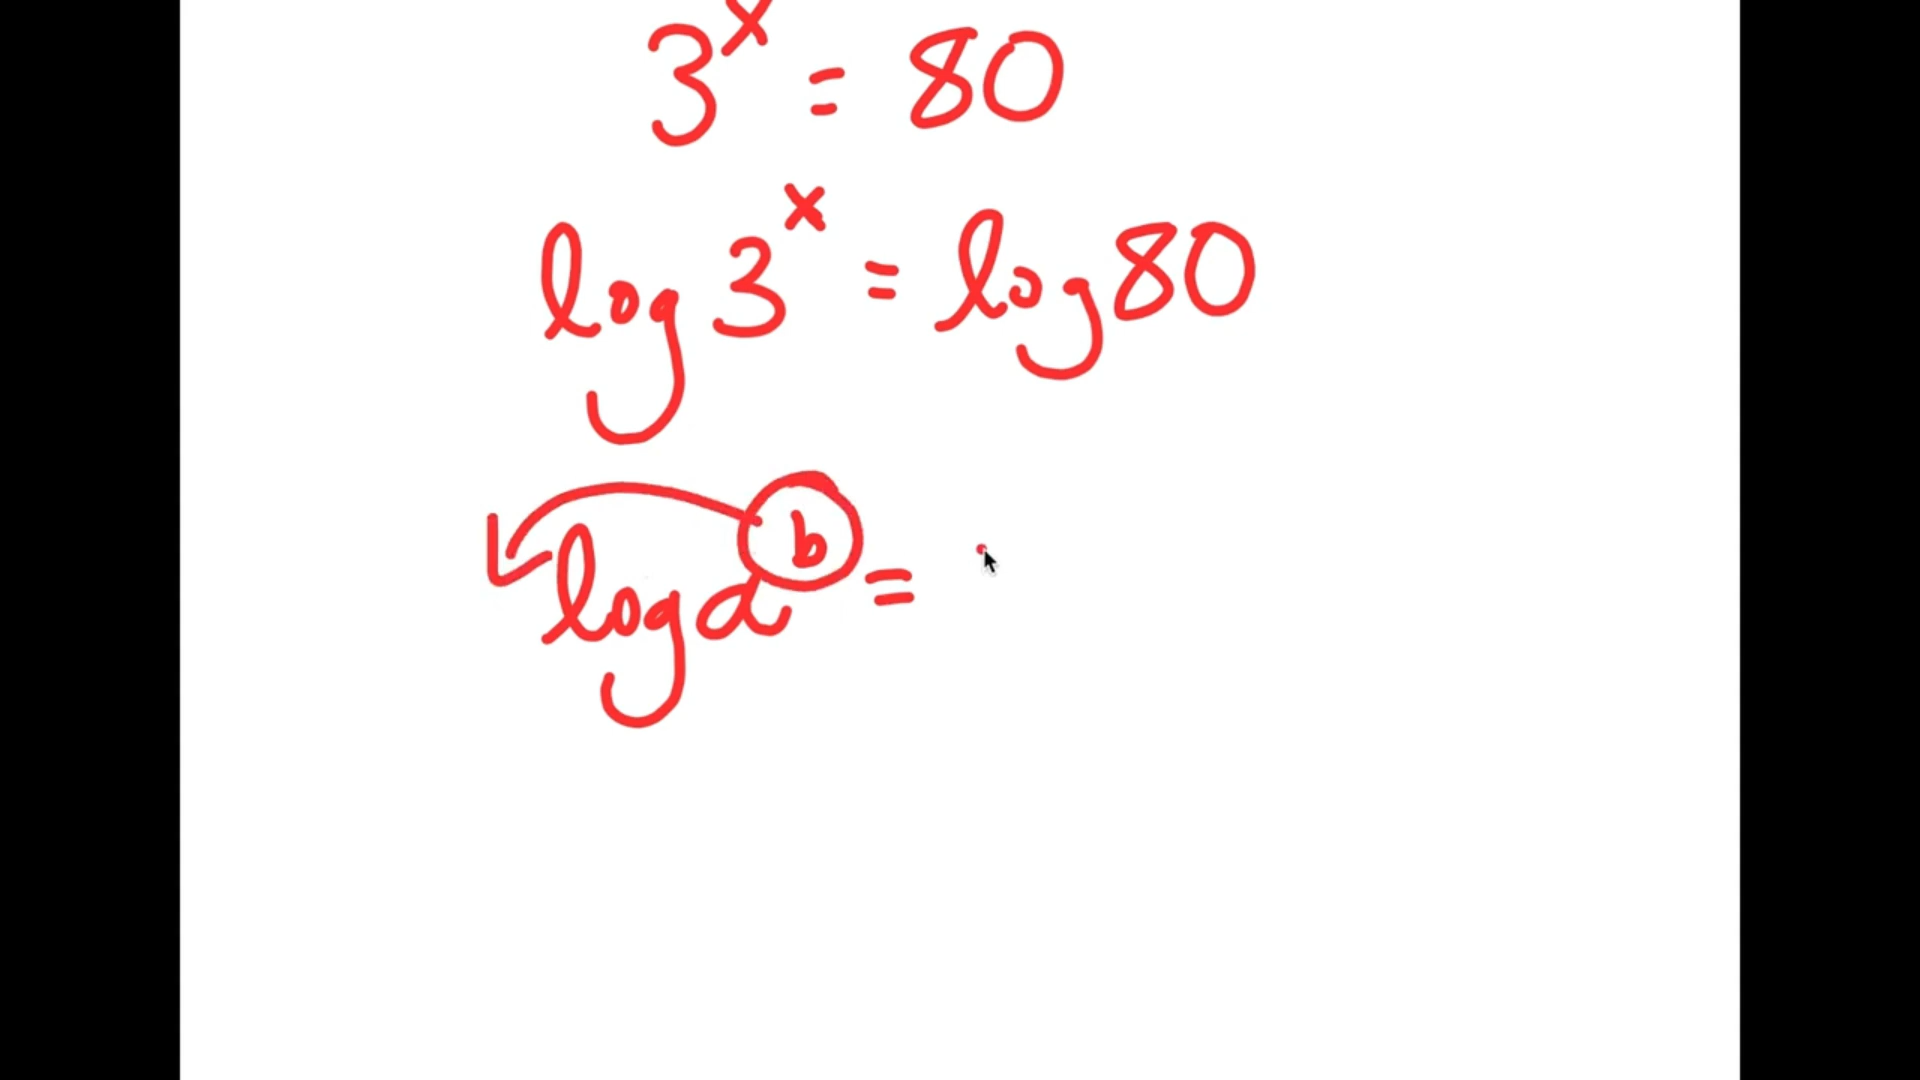 3^x = 80
log 3^x = log 80
log a^b =